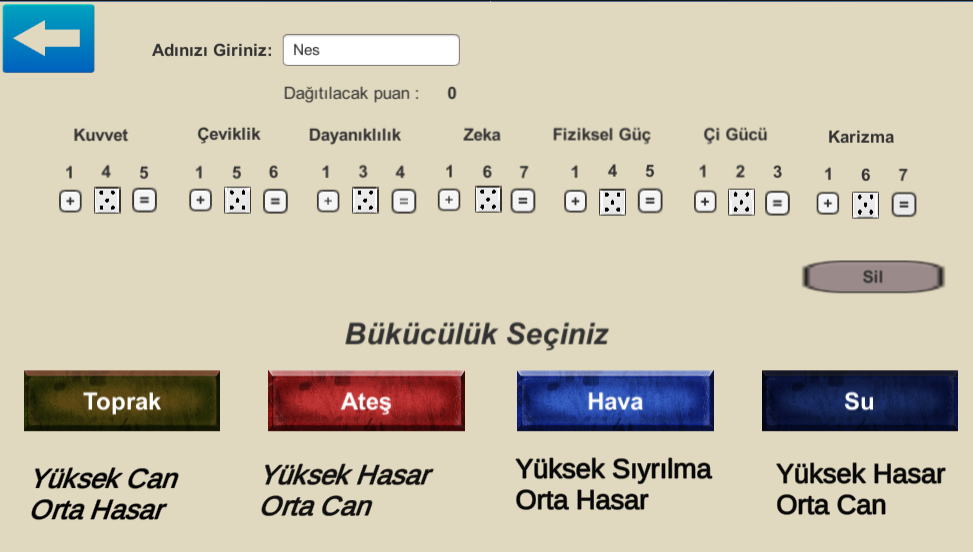 Adınızı Giriniz: Nes
Dağıtılacak puan : 0
Kuvvet Çeviklik Dayanıklılık Zeka Fiziksel Güç Çi Gücü Karizma
1 4 5 1 5 6 1 3 4 1 6 7 1 4 5 1 2 3 1 6 7
+ = + = + = + = + = + = + =
Sil
Bükücülük Seçiniz
Toprak Ateş Hava Su
Yüksek Can Yüksek Hasar Yüksek Sıyrılma Yüksek Hasar
Orta Hasar Orta Can Orta Hasar Orta Can